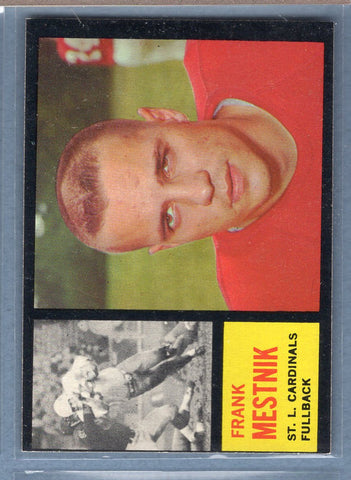 FRANK
MESTNIK
ST. L. CARDINALS
FULLBACK